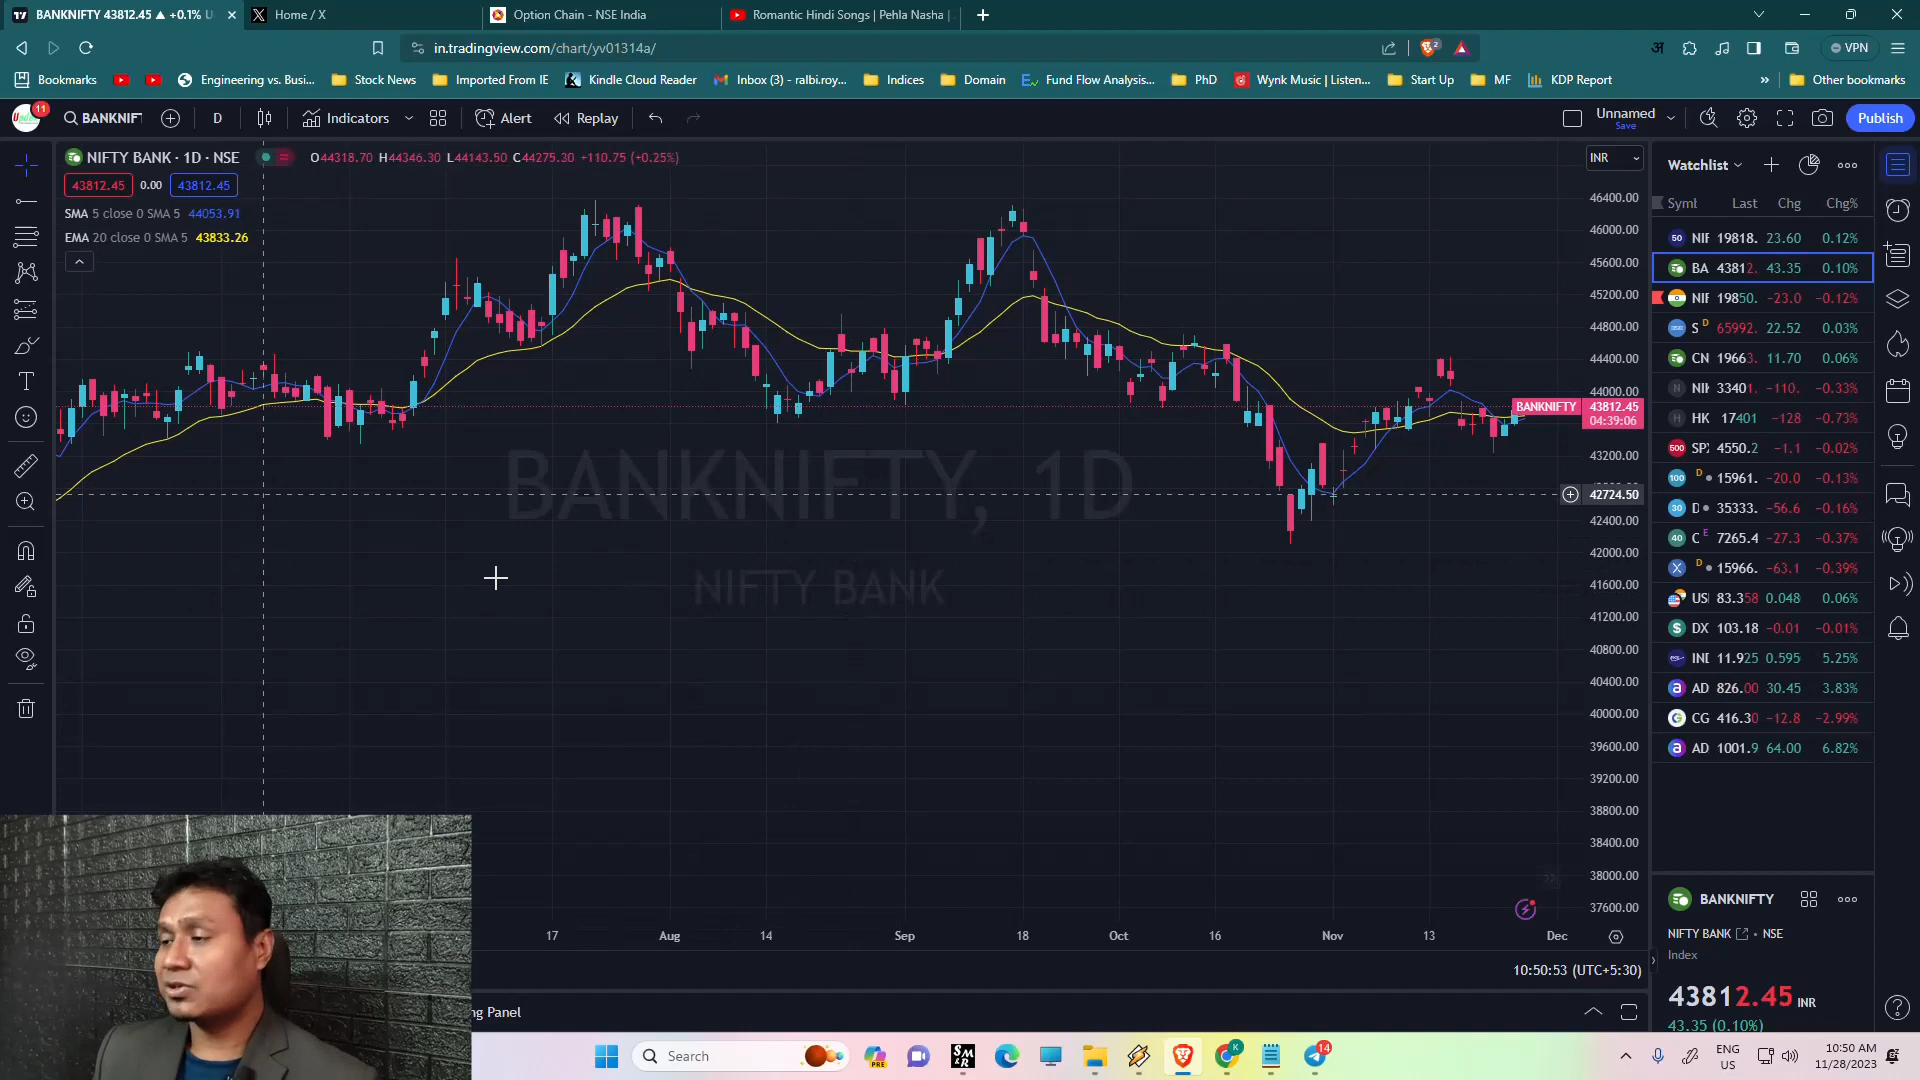 BANKNIFTY 43812.45 ▲ +0.1% U
Home / X
Option Chain - NSE India
Romantic Hindi Songs | Pehla Nasha |
in.tradingview.com/chart/yv01314a/
2
अ
VPN
Bookmarks
Engineering vs. Busi...
Stock News
Imported From IE
Kindle Cloud Reader
Inbox (3) - ralbi.roy,...
Indices
Domain
Fund Flow Analysis...
PhD
Wynk Music | Listen...
Start Up
MF
KDP Report
Other bookmarks
11
BANKNIF
D
Indicators
Alert
Replay
Unnamed
Save
Publish
NIFTY BANK · 1D · NSE
O44318.70 H44346.30 L44143.50 C44275.30 +110.75 (+0.25%)
43812.45 0.00 43812.45
SMA 5 close 0 SMA 5 44053.91
EMA 20 close 0 SMA 5 43833.26
INR
46400.00
46000.00
45600.00
45200.00
44800.00
44400.00
44000.00
BANKNIFTY 43812.45
04:39:06
43200.00
42724.50
42400.00
42000.00
41600.00
41200.00
40800.00
40400.00
40000.00
39600.00
39200.00
38800.00
38400.00
38000.00
37600.00
BANKNIFTY, 1D
NIFTY BANK
17 Aug 14 Sep 18 Oct 16 Nov 13 Dec
10:50:53 (UTC+5:30)
ng Panel
Watchlist
Symb Last Chg Chg%
50 NIF 19818. 23.60 0.12%
BA 43812. 43.35 0.10%
NIF 19850. −23.0 −0.12%
S D 65992. 22.52 0.03%
CN 19663. 11.70 0.06%
N NIK 33401. −110. −0.33%
H HK 17401 −128 −0.73%
500 SPX 4550.2 −1.1 −0.02%
100 D 15961. −20.0 −0.13%
30 D 35333. −56.6 −0.16%
40 C E 7265.4 −27.3 −0.37%
X D 15966. −63.1 −0.39%
US 83.358 0.048 0.06%
$ DX 103.18 −0.01 −0.01%
INI 11.925 0.595 5.25%
a AD 826.00 30.45 3.83%
CG 416.30 −12.8 −2.99%
a AD 1001.9 64.00 6.82%
BANKNIFTY
NIFTY BANK · NSE
Index
43812.45 INR
43.35 (0.10%)
Search
PRE
SM
&R
K
14
ENG
US
10:50 AM
11/28/2023